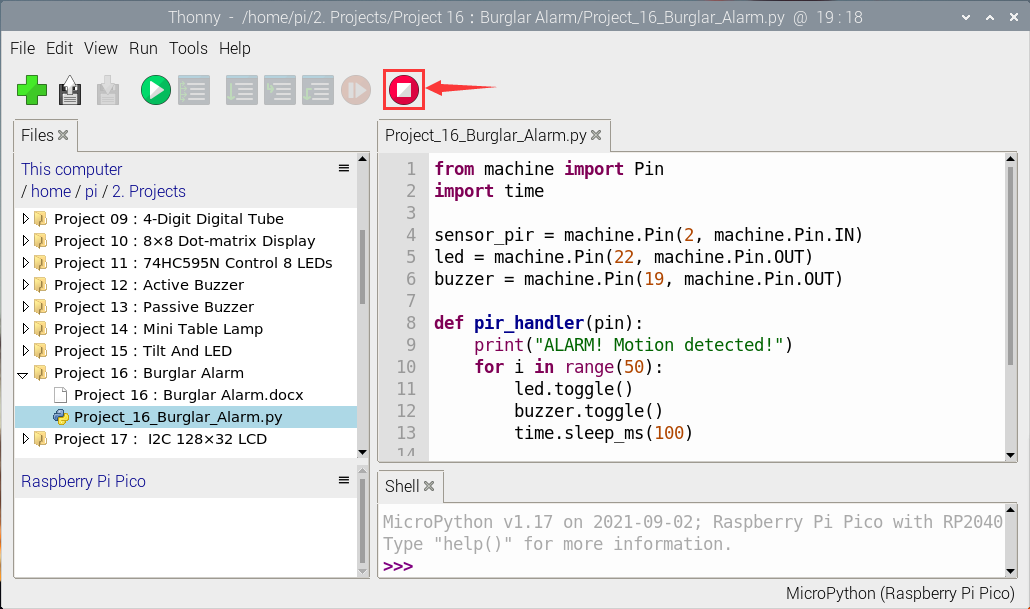 Thonny - /home/pi/2. Projects/Project 16 : Burglar Alarm/Project_16_Burglar_Alarm.py @ 19 : 18
File Edit View Run Tools Help
Files
This computer
/ home / pi / 2. Projects
Project 09 : 4-Digit Digital Tube
Project 10 : 8×8 Dot-matrix Display
Project 11 : 74HC595N Control 8 LEDs
Project 12 : Active Buzzer
Project 13 : Passive Buzzer
Project 14 : Mini Table Lamp
Project 15 : Tilt And LED
Project 16 : Burglar Alarm
Project 16 : Burglar Alarm.docx
Project_16_Burglar_Alarm.py
Project 17 : I2C 128×32 LCD
Raspberry Pi Pico
Project_16_Burglar_Alarm.py
1 from machine import Pin
2 import time
3
4 sensor_pir = machine.Pin(2, machine.Pin.IN)
5 led = machine.Pin(22, machine.Pin.OUT)
6 buzzer = machine.Pin(19, machine.Pin.OUT)
7
8 def pir_handler(pin):
9 print("ALARM! Motion detected!")
10 for i in range(50):
11 led.toggle()
12 buzzer.toggle()
13 time.sleep_ms(100)
14
Shell
MicroPython v1.17 on 2021-09-02; Raspberry Pi Pico with RP2040
Type "help()" for more information.
>>>
MicroPython (Raspberry Pi Pico)